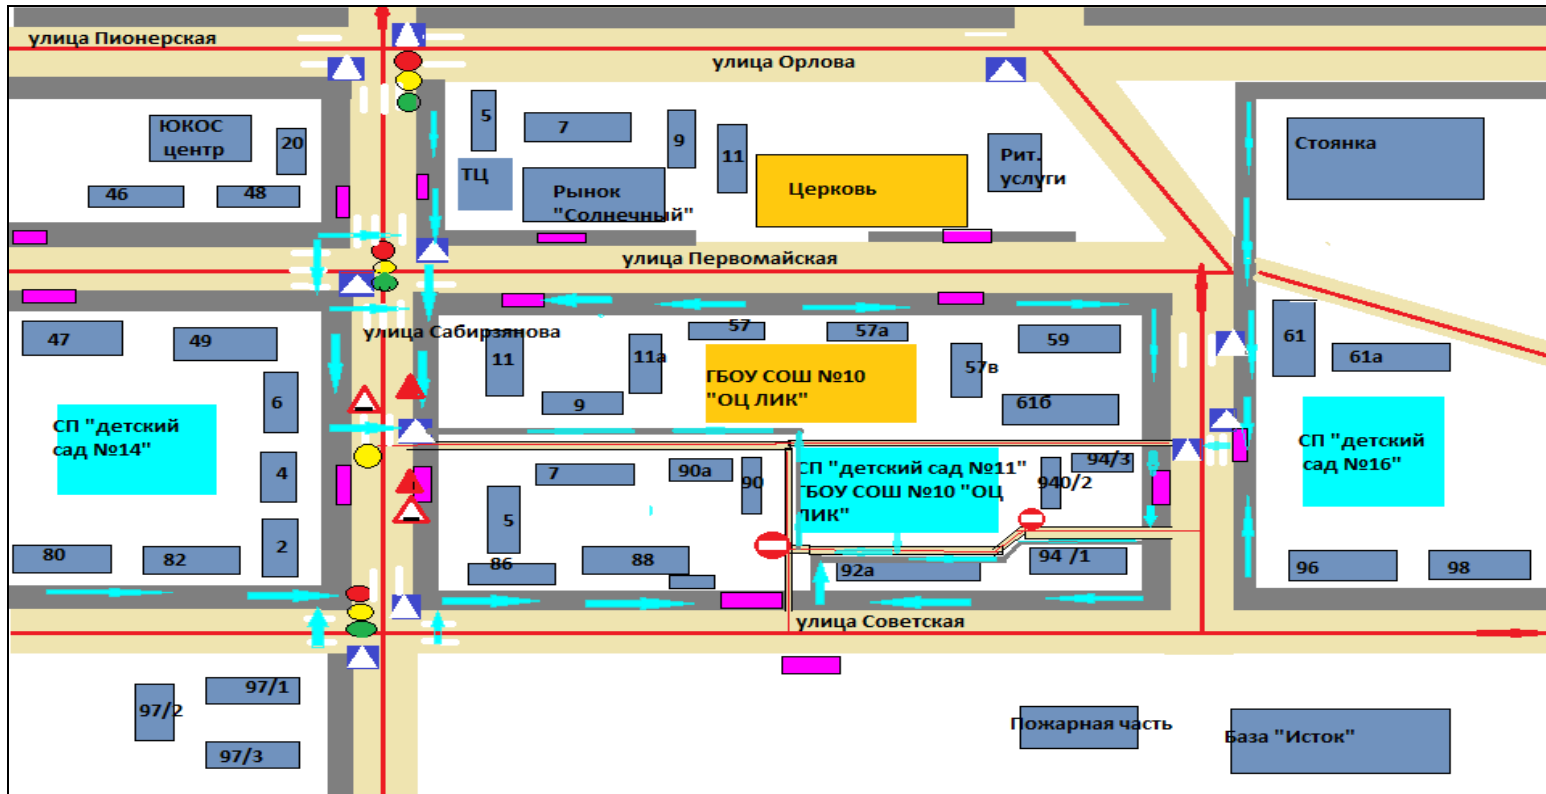 улица Пионерская
улица Орлова
5
7
9
11
ЮКОС
центр
20
Стоянка
46
48
ТЦ
Рынок
"Солнечный"
Церковь
Рит.
услуги
улица Первомайская
улица Сабирзянова
47
49
11
11а
57
57а
59
61
61а
57в
6
9
ГБОУ СОШ №10
"ОЦ ЛИК"
61б
СП "детский
сад №14"
СП "детский
сад №16"
4
7
90а
90
СП "детский сад №11"
ГБОУ СОШ №10 "ОЦ
ЛИК"
940/2
94/3
5
2
80
82
86
88
92а
94 /1
96
98
улица Советская
97/1
97/2
97/3
Пожарная часть
База "Исток"